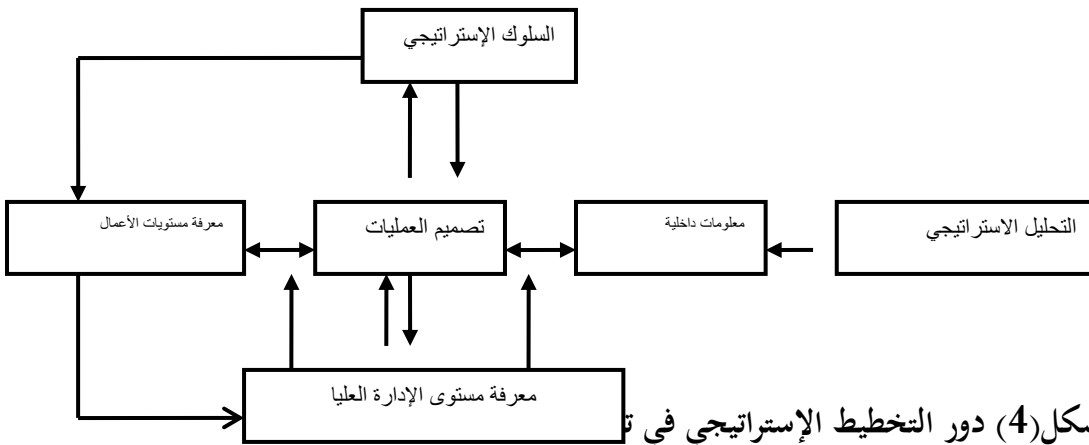 السلوك الإستراتيجي
التحليل الاستراتيجي
معلومات داخلية
تصميم العمليات
معرفة مستويات الأعمال
معرفة مستوى الإدارة العليا
(4) دور التخطيط الإستراتيجي في